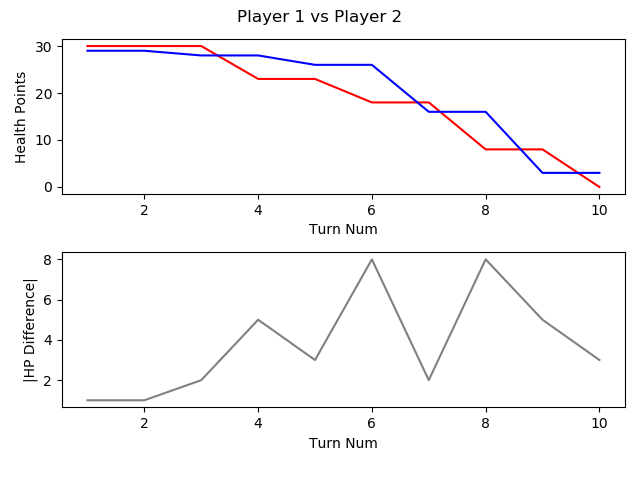 Player 1 vs Player 2
30
20
10
0
Health Points
2 4 6 8 10
Turn Num
8
6
4
2
|HP Difference|
2 4 6 8 10
Turn Num